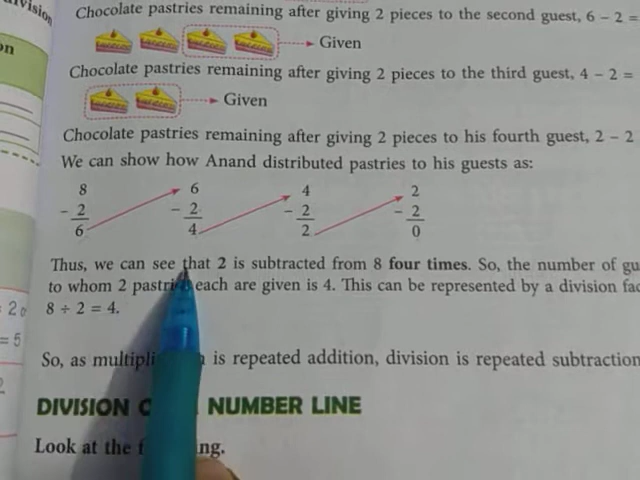 Chocolate pastries remaining after giving 2 pieces to the second guest, 6 – 2 =
Given
Chocolate pastries remaining after giving 2 pieces to the third guest, 4 – 2 =
Given
Chocolate pastries remaining after giving 2 pieces to his fourth guest, 2 – 2
We can show how Anand distributed pastries to his guests as:
8 6 4 2
– 2 – 2 – 2 – 2
6 4 2 0
Thus, we can see that 2 is subtracted from 8 four times. So, the number of gu
to whom 2 pastri each are given is 4. This can be represented by a division fac
8 ÷ 2 = 4.
= 5
So, as multipli is repeated addition, division is repeated subtraction
DIVISION NUMBER LINE
Look at the f ng.